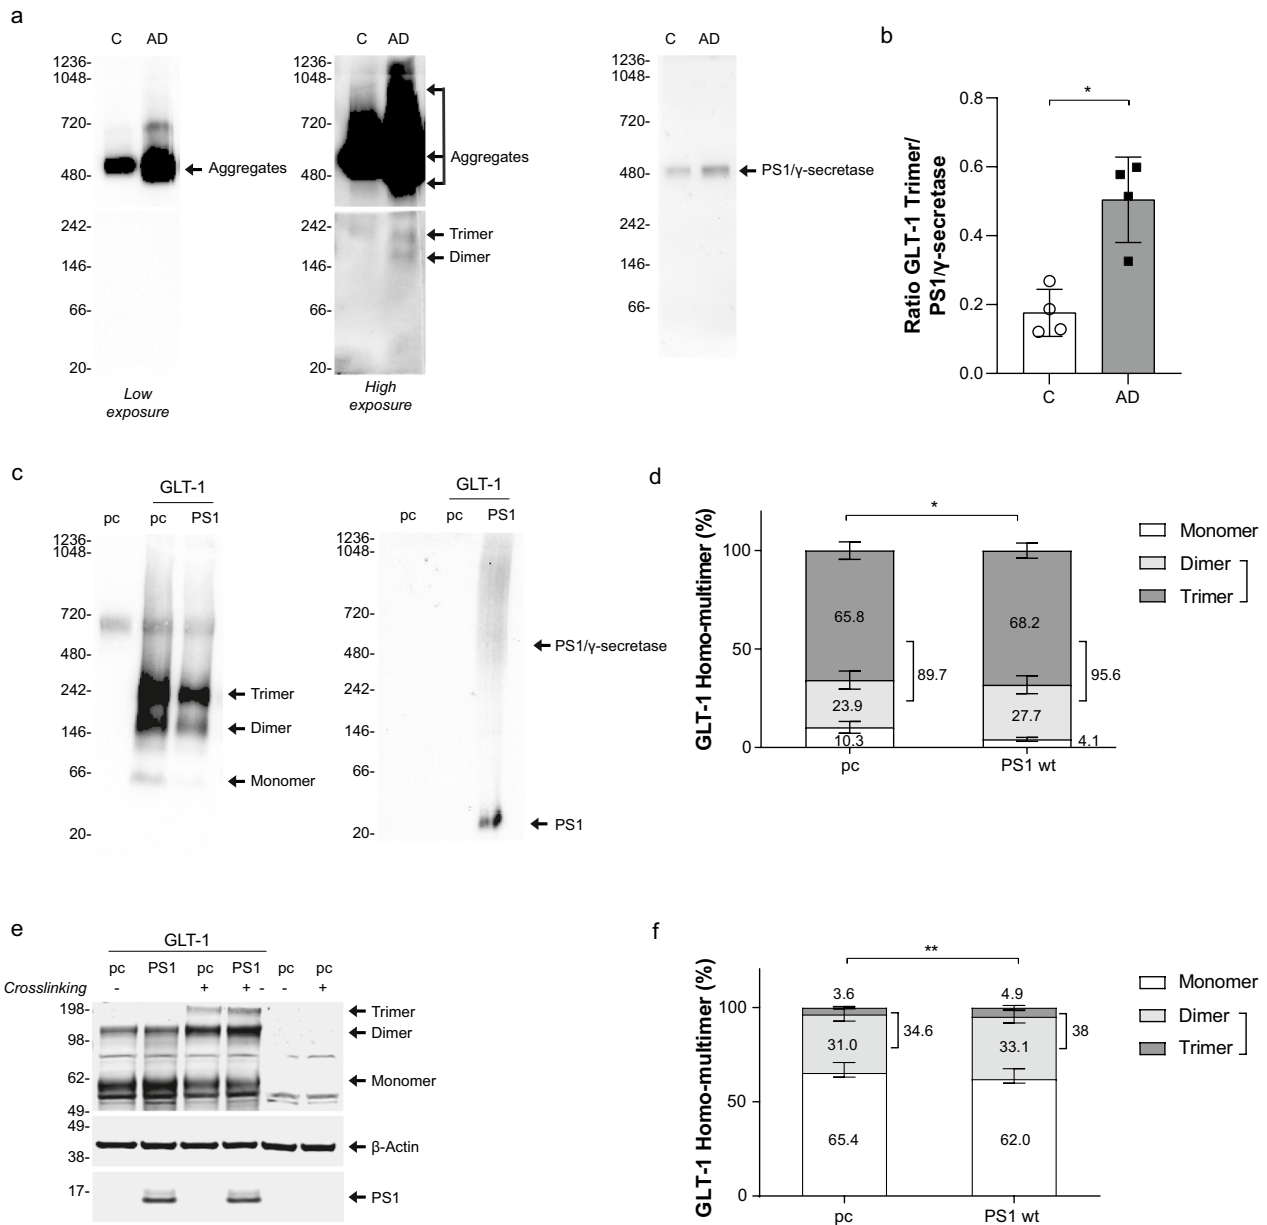 a
C AD
1236-
1048-
720-
480-
242-
146-
66-
20-
Aggregates
Low
exposure
C AD
1236-
1048-
720-
480-
242-
146-
66-
20-
Aggregates
Trimer
Dimer
High
exposure
C AD
1236-
1048-
720-
480-
242-
146-
66-
PS1/γ-secretase
b
Ratio GLT-1 Trimer/
PS1/γ-secretase
0.8
0.6
0.4
0.2
0.0
*
C AD
c
GLT-1
pc pc PS1
1236-
1048-
720-
480-
242-
146-
66-
20-
Trimer
Dimer
Monomer
GLT-1
pc pc PS1
1236-
1048-
720-
480-
242-
146-
66-
20-
PS1/γ-secretase
PS1
d
GLT-1 Homo-multimer (%)
100
50
0
*
65.8
23.9
10.3
89.7
68.2
27.7
4.1
95.6
pc PS1 wt
Monomer
Dimer
Trimer
e
GLT-1
pc PS1 pc PS1 pc pc
Crosslinking - + + - - +
198-
98-
62-
49-
49-
38-
17-
Trimer
Dimer
Monomer
β-Actin
PS1
f
GLT-1 Homo-multimer (%)
100
50
0
**
3.6
31.0
65.4
34.6
4.9
33.1
62.0
38
pc PS1 wt
Monomer
Dimer
Trimer